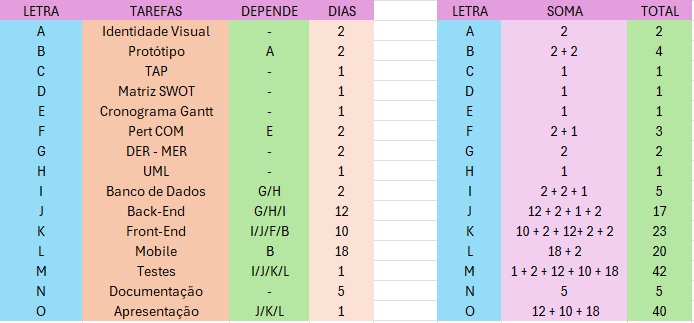 LETRA TAREFAS DEPENDE DIAS LETRA SOMA TOTAL
A Identidade Visual - 2 A 2 2
B Protótipo A 2 B 2 + 2 4
C TAP - 1 C 1 1
D Matriz SWOT - 1 D 1 1
E Cronograma Gantt - 1 E 1 1
F Pert COM E 2 F 2 + 1 3
G DER - MER - 2 G 2 2
H UML - 1 H 1 1
I Banco de Dados G/H 2 I 2 + 2 + 1 5
J Back-End G/H/I 12 J 12 + 2 + 1 + 2 17
K Front-End I/J/F/B 10 K 10 + 2 + 12+ 2 + 2 23
L Mobile B 18 L 18 + 2 20
M Testes I/J/K/L 1 M 1 + 2 + 12 + 10 + 18 42
N Documentação - 5 N 5 5
O Apresentação J/K/L 1 O 12 + 10 + 18 40